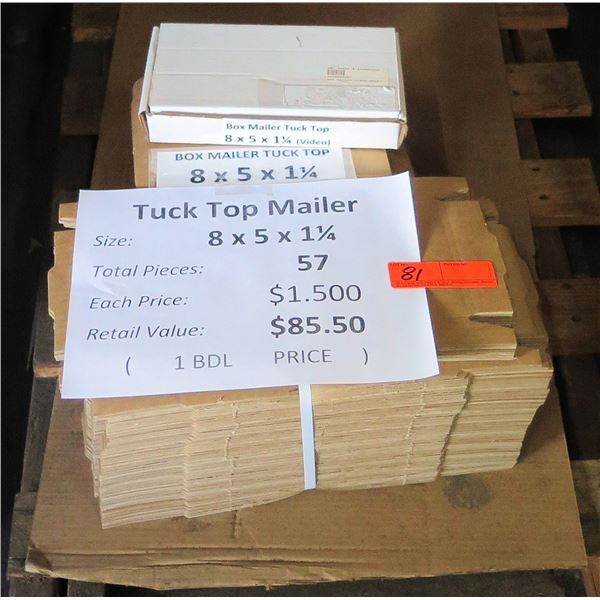 Box Mailer Tuck Top
8 x 5 x 1¼ (Video)
BOX MAILER TUCK TOP
8 x 5 x 1¼
Tuck Top Mailer
Size: 8 x 5 x 1¼
Total Pieces: 57
Each Price: $1.500
Retail Value: $85.50
( 1 BDL PRICE )
81